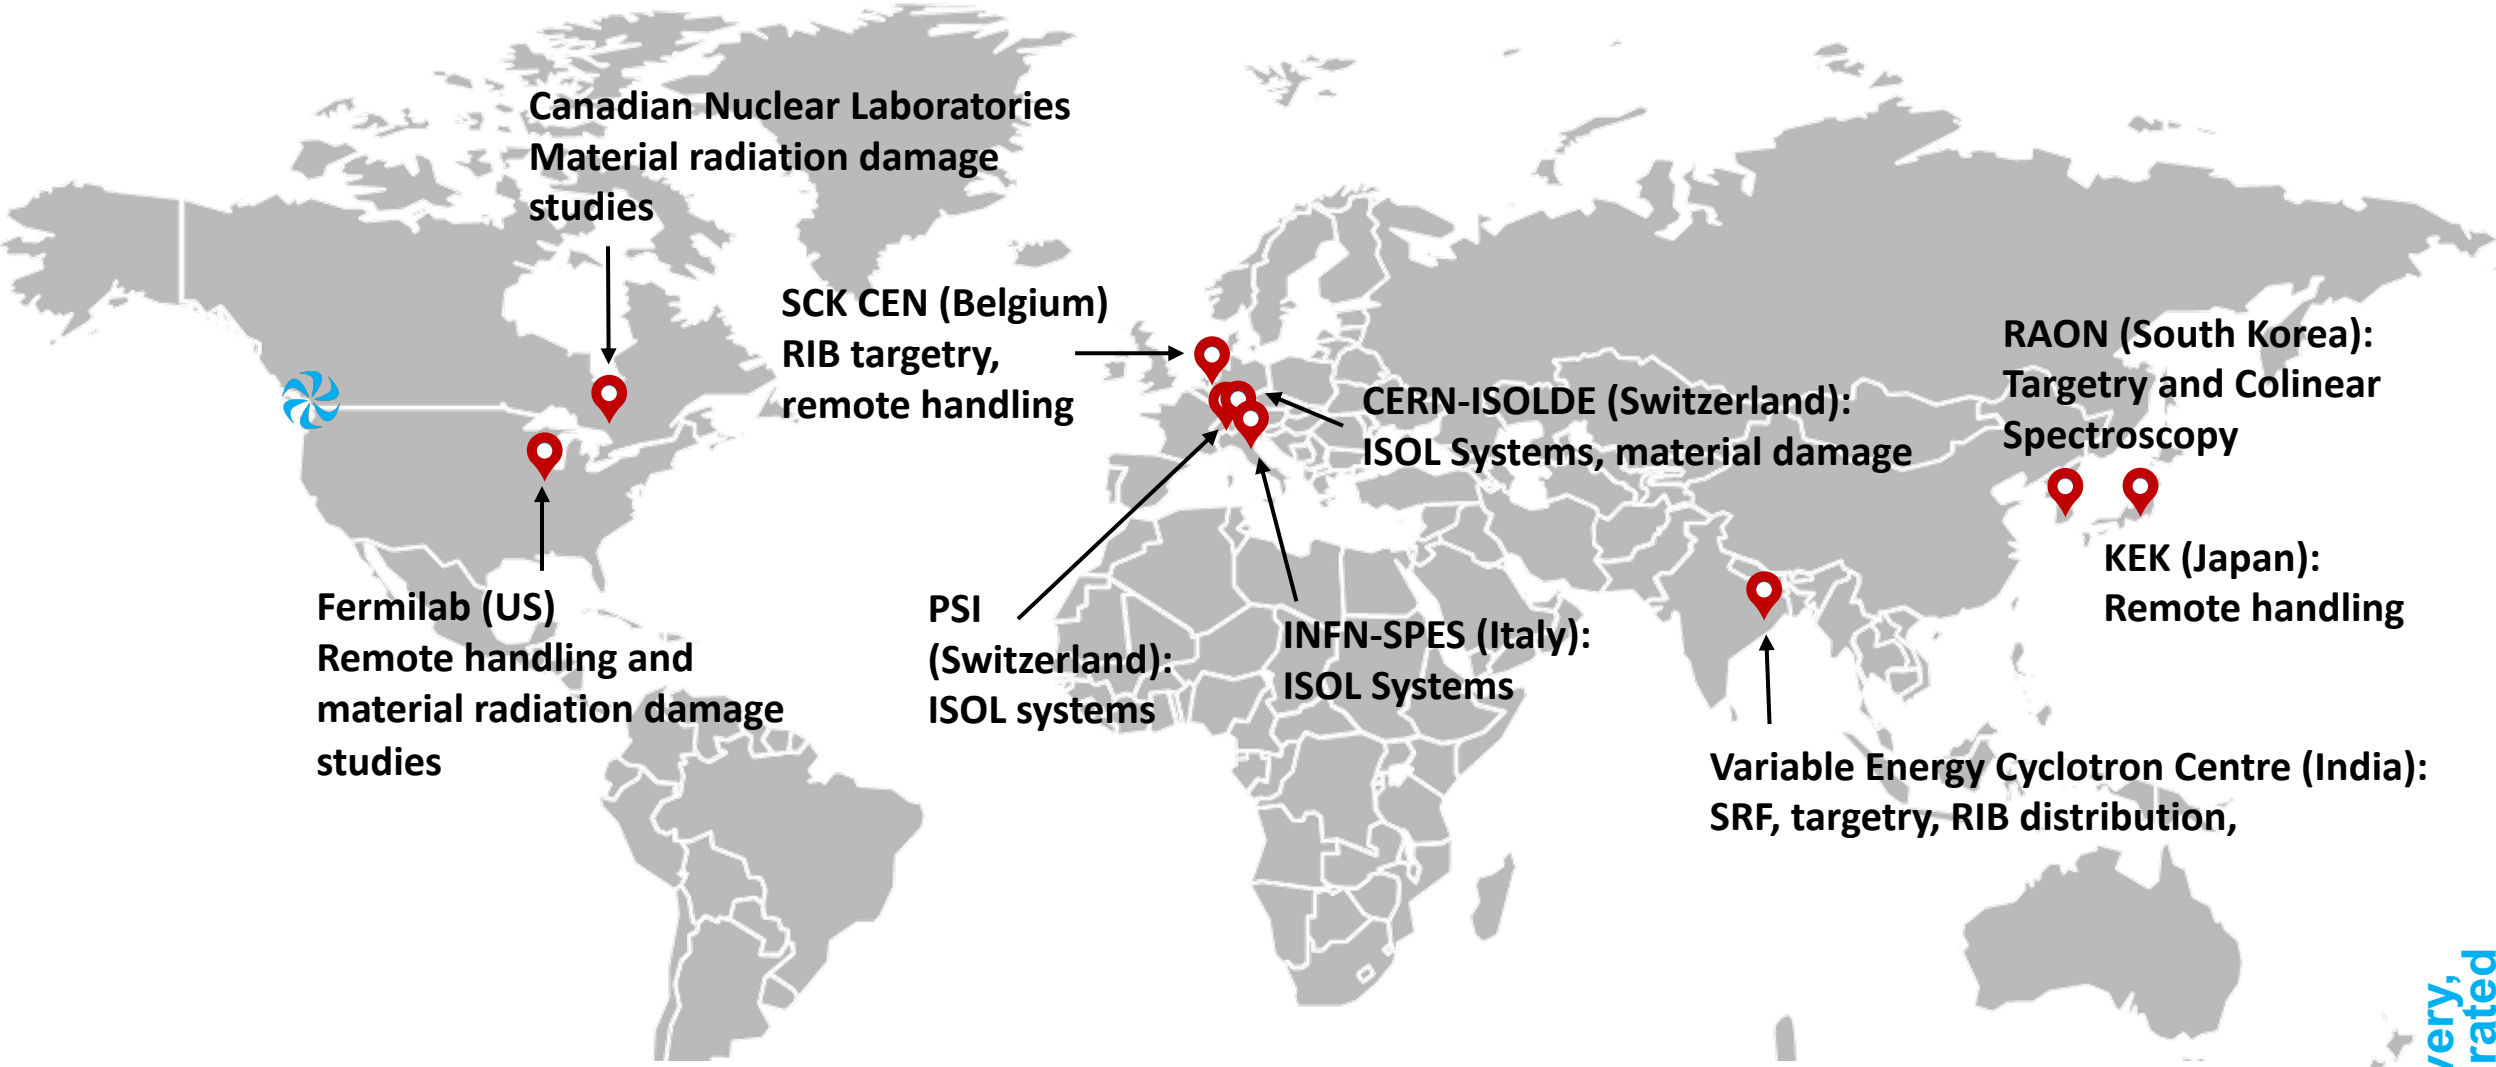 Canadian Nuclear Laboratories
Material radiation damage
studies
SCK CEN (Belgium)
RIB targetry,
remote handling
RAON (South Korea):
Targetry and Colinear
Spectroscopy
CERN-ISOLDE (Switzerland):
ISOL Systems, material damage
KEK (Japan):
Remote handling
Fermilab (US)
Remote handling and
material radiation damage
studies
PSI
(Switzerland):
ISOL systems
INFN-SPES (Italy):
ISOL Systems
Variable Energy Cyclotron Centre (India):
SRF, targetry, RIB distribution,
very,
rated